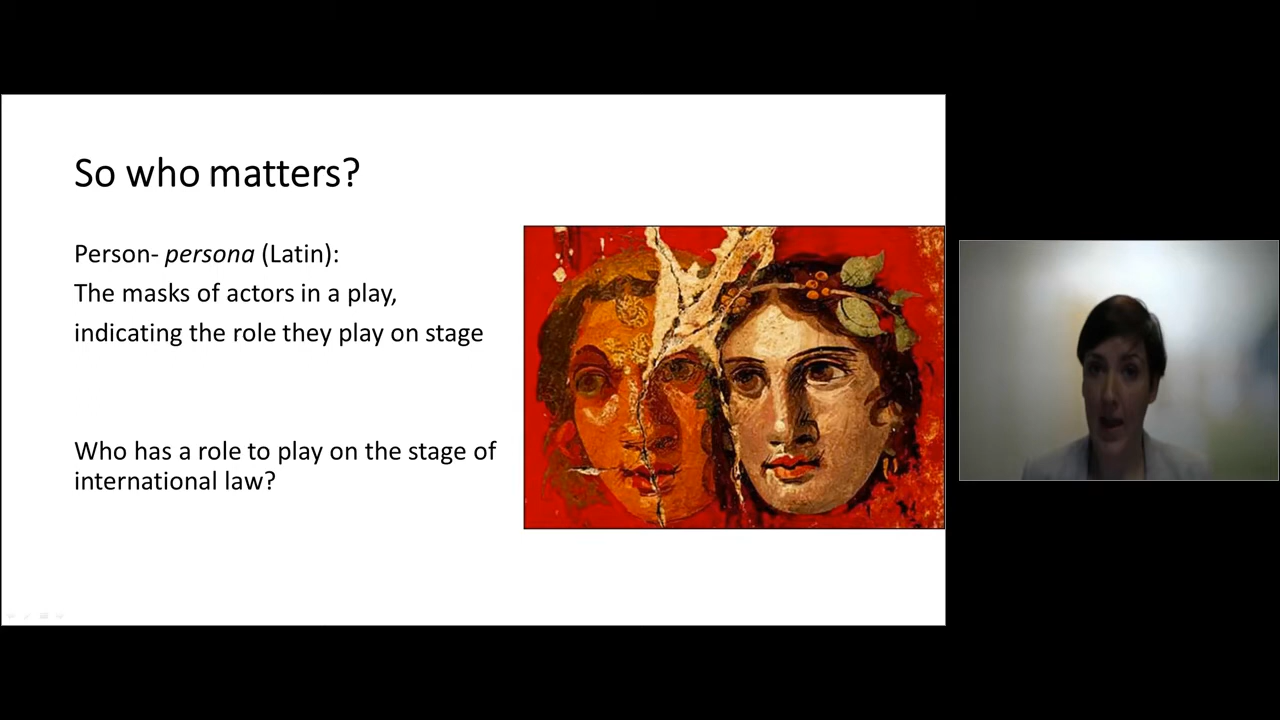 So who matters?
Person- persona (Latin):
The masks of actors in a play,
indicating the role they play on stage
Who has a role to play on the stage of
international law?